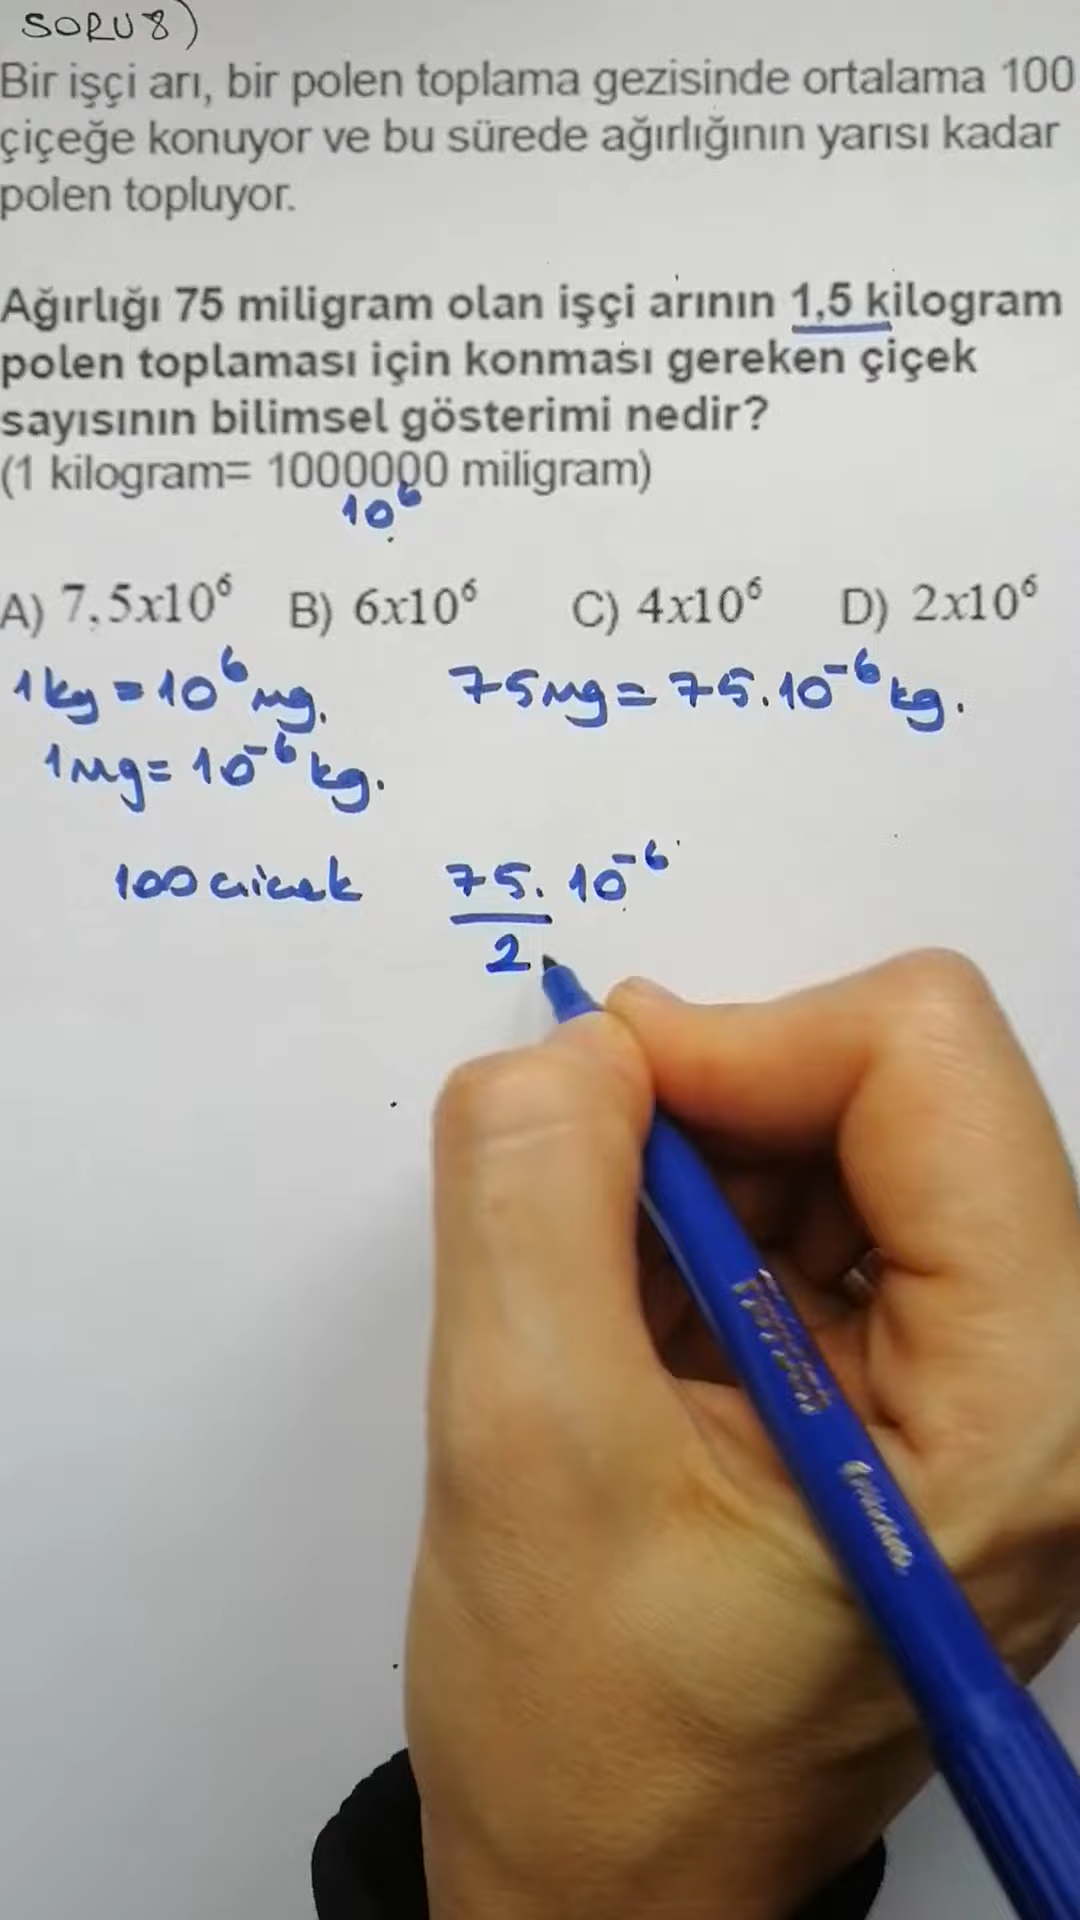 SORU 8)
Bir işçi arı, bir polen toplama gezisinde ortalama 100
çiçeğe konuyor ve bu sürede ağırlığının yarısı kadar
polen topluyor.
Ağırlığı 75 miligram olan işçi arının 1,5 kilogram
polen toplaması için konması gereken çiçek
sayısının bilimsel gösterimi nedir?
(1 kilogram= 1000000 miligram)
10⁶
A) 7,5x10⁶ B) 6x10⁶ C) 4x10⁶ D) 2x10⁶
1kg = 10⁶ mg. 75mg = 75.10⁻⁶ kg.
1mg = 10⁻⁶ kg.
100 çiçek 75. 10⁻⁶
2